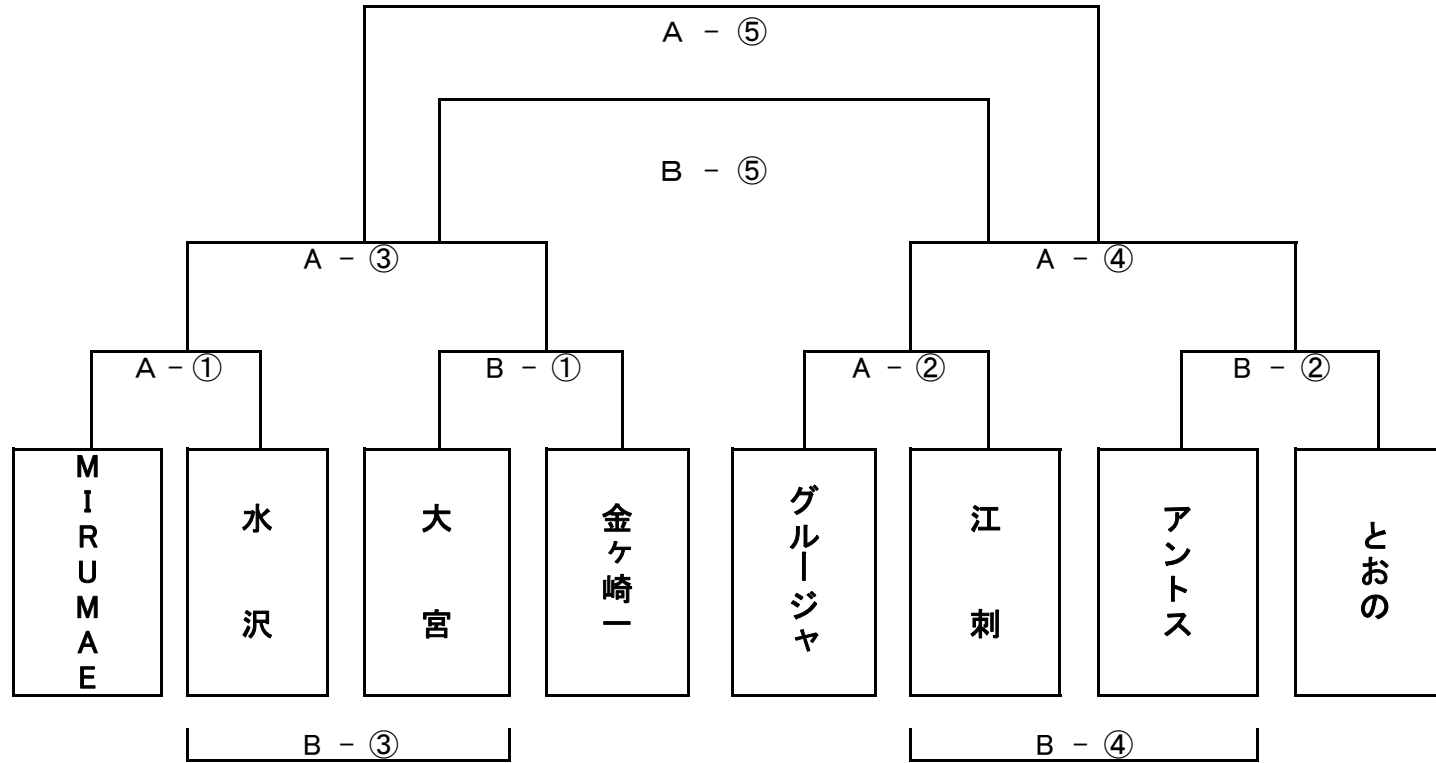 A - ⑤
B - ⑤
A - ③
A - ④
A - ①
B - ①
A - ②
B - ②
MIRUMAE
水沢
大宮
金ヶ崎一
グルージャ
江刺
アントス
とおの
B - ③
B - ④